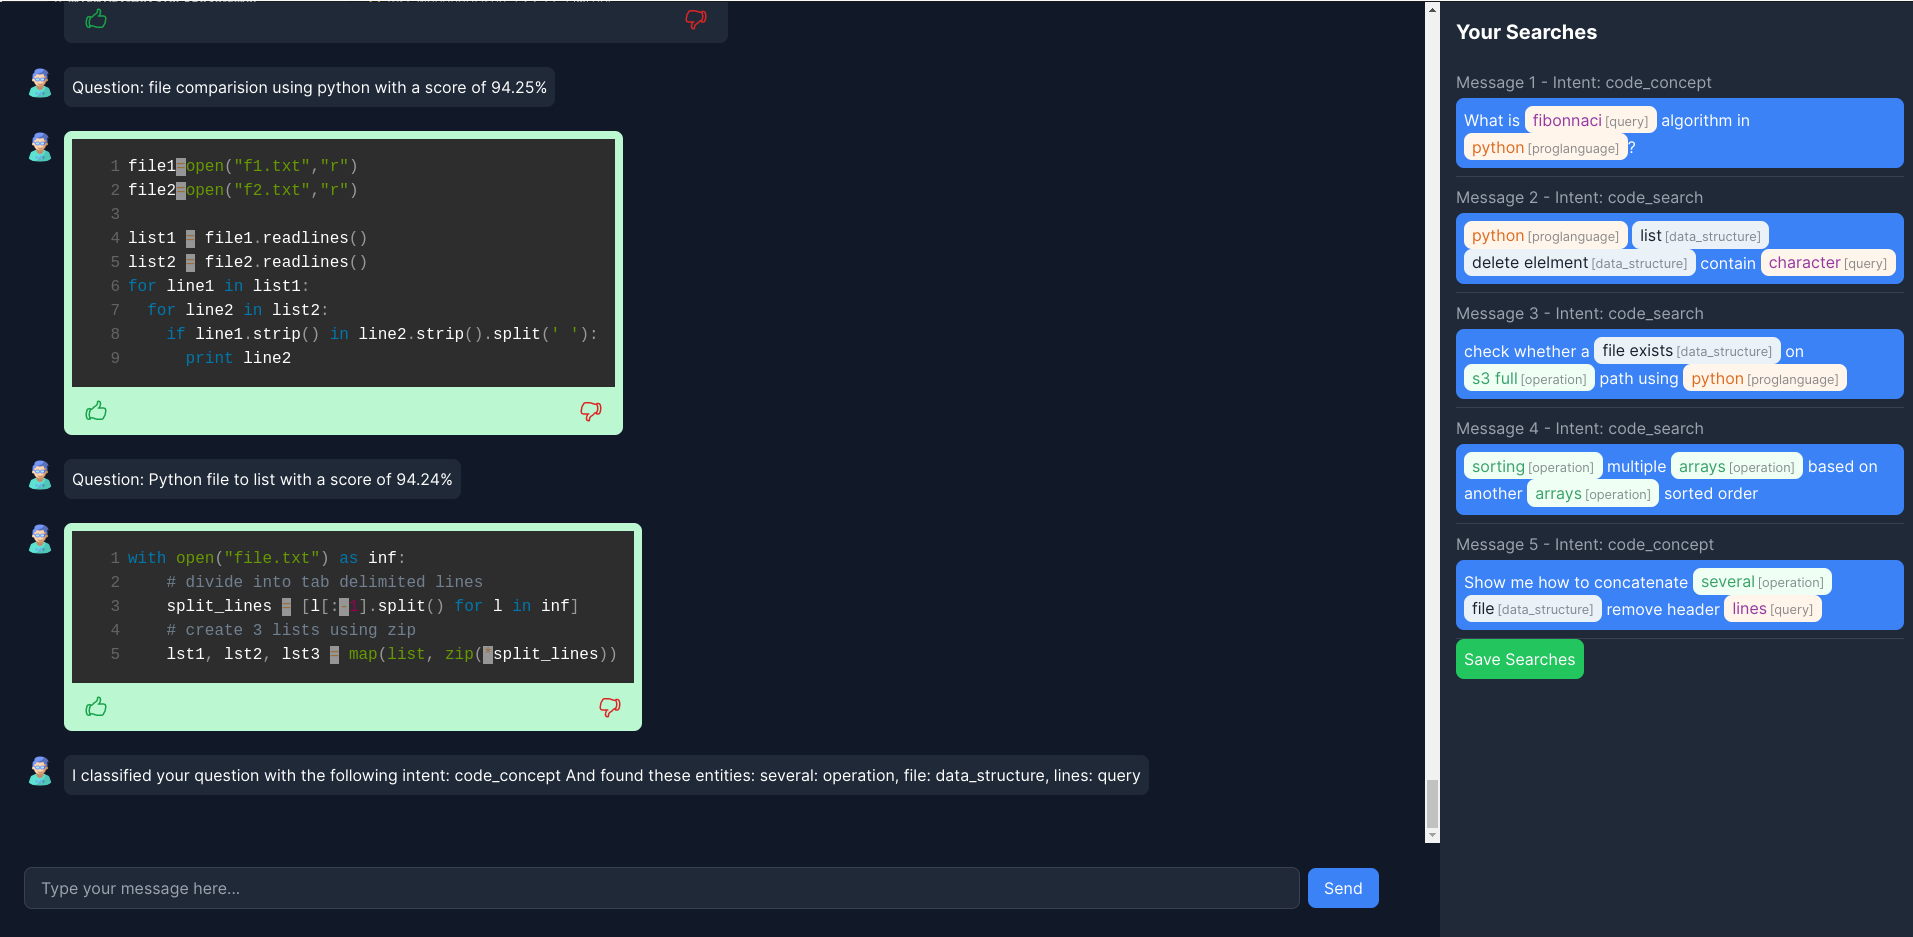 Question: file comparision using python with a score of 94.25%
1 file1=open("f1.txt","r")
2 file2=open("f2.txt","r")
3
4 list1 = file1.readlines()
5 list2 = file2.readlines()
6 for line1 in list1:
7   for line2 in list2:
8     if line1.strip() in line2.strip().split(' '):
9       print line2
Question: Python file to list with a score of 94.24%
1 with open("file.txt") as inf:
2     # divide into tab delimited lines
3     split_lines = [l[:-1].split() for l in inf]
4     # create 3 lists using zip
5     lst1, lst2, lst3 = map(list, zip(*split_lines))
I classified your question with the following intent: code_concept And found these entities: several: operation, file: data_structure, lines: query
Type your message here...
Send
Your Searches
Message 1 - Intent: code_concept
What is fibonnaci [query] algorithm in
python [proglanguage] ?
Message 2 - Intent: code_search
python [proglanguage] list [data_structure]
delete elelment [data_structure] contain character [query]
Message 3 - Intent: code_search
check whether a file exists [data_structure] on
s3 full [operation] path using python [proglanguage]
Message 4 - Intent: code_search
sorting [operation] multiple arrays [operation] based on
another arrays [operation] sorted order
Message 5 - Intent: code_concept
Show me how to concatenate several [operation]
file [data_structure] remove header lines [query]
Save Searches